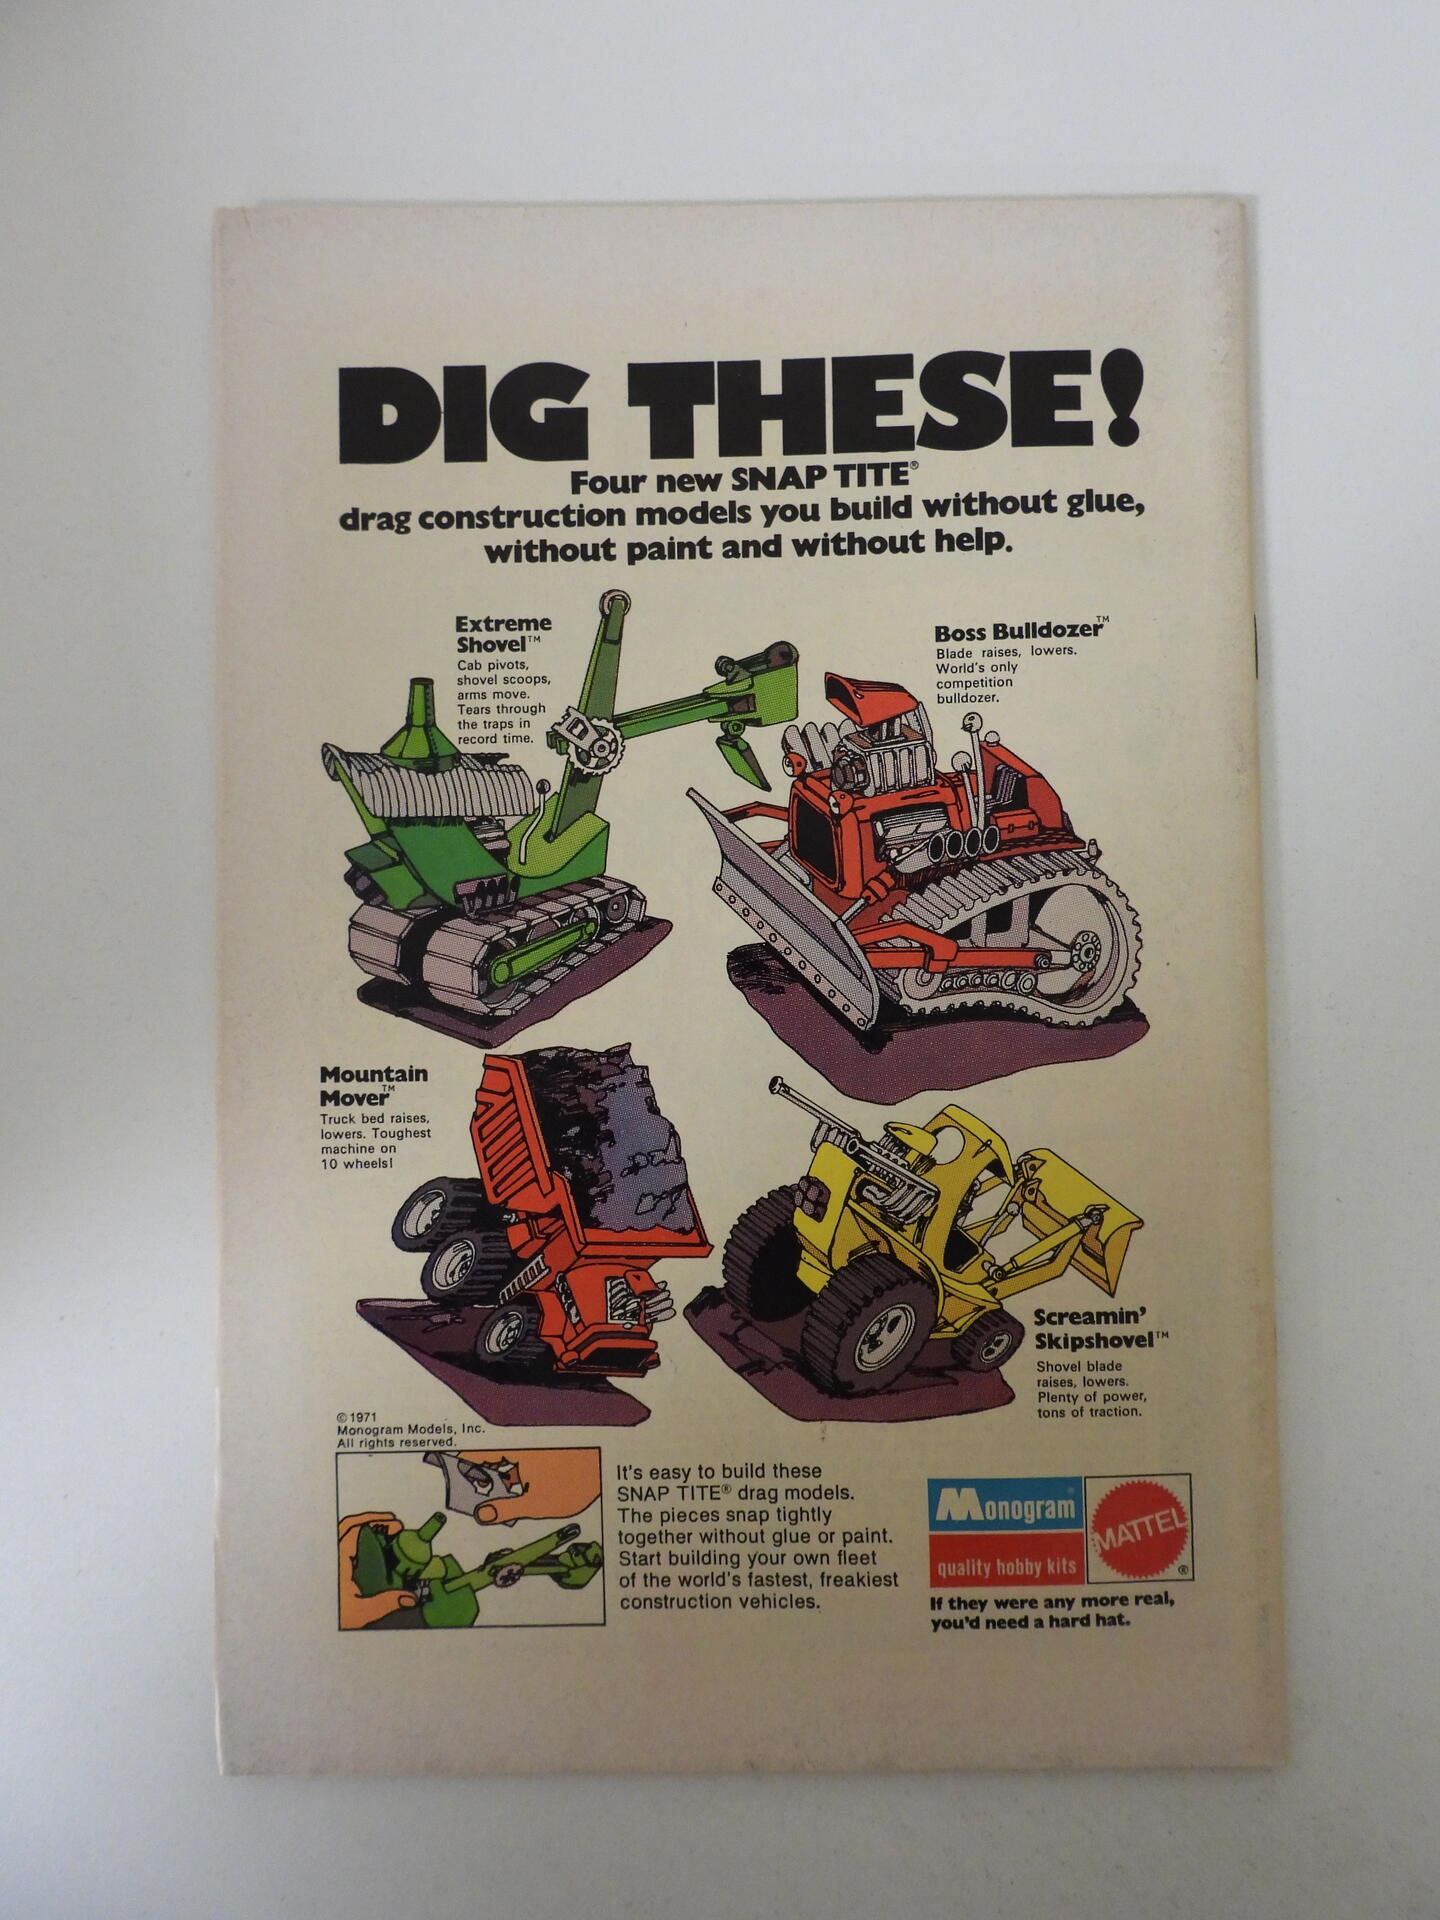 DIG THESE!
Four new SNAP TITE®
drag construction models you build without glue,
without paint and without help.
Extreme
Shovel™
Cab pivots,
shovel scoops,
arms move.
Tears through
the traps in
record time.
Boss Bulldozer™
Blade raises, lowers.
World's only
competition
bulldozer.
Mountain
Mover™
Truck bed raises,
lowers. Toughest
machine on
10 wheels!
Screamin'
Skipshovel™
Shovel blade
raises, lowers.
Plenty of power,
tons of traction.
©1971
Monogram Models, Inc.
All rights reserved.
It's easy to build these
SNAP TITE® drag models.
The pieces snap tightly
together without glue or paint.
Start building your own fleet
of the world's fastest, freakiest
construction vehicles.
Monogram®
quality hobby kits
MATTEL
®
If they were any more real,
you'd need a hard hat.